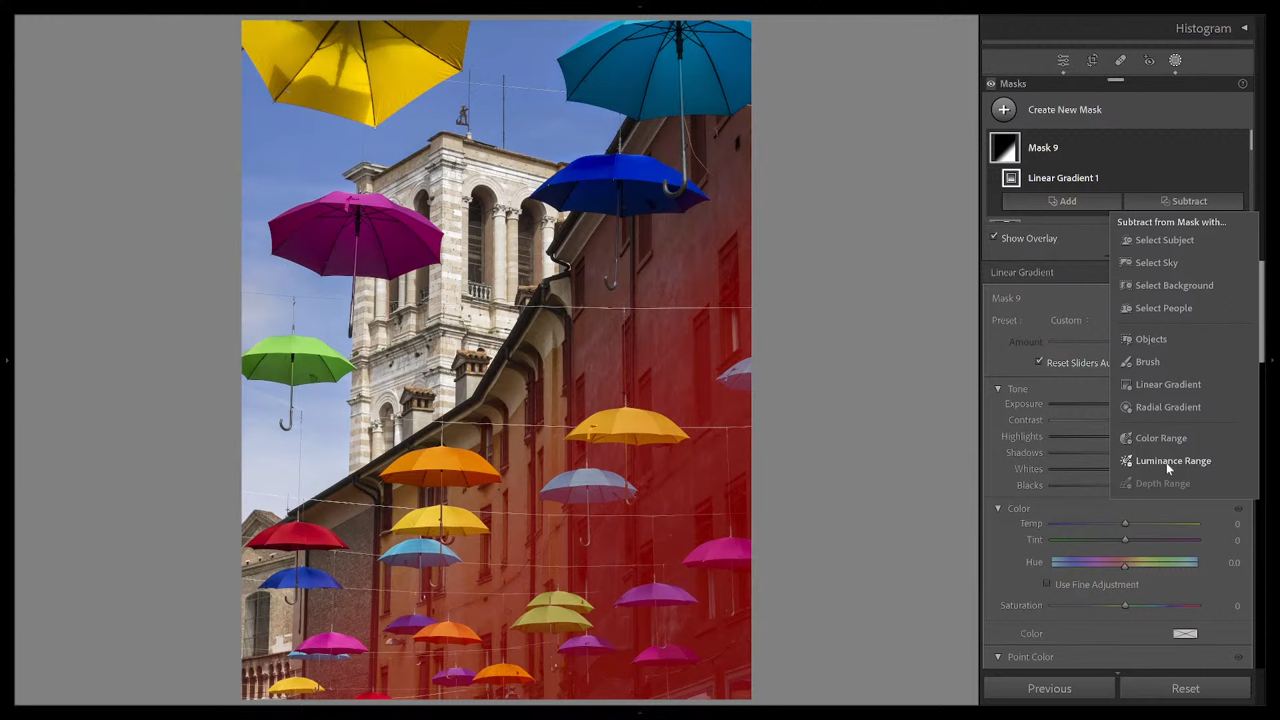 Histogram
Masks
Create New Mask
Mask 9
Linear Gradient 1
Add
Subtract
Subtract from Mask with...
Show Overlay
Select Subject
Select Sky
Linear Gradient
Select Background
Mask 9
Select People
Preset :
Custom
Amount
Objects
Reset Sliders Au
Brush
Tone
Linear Gradient
Exposure
Radial Gradient
Contrast
Highlights
Color Range
Shadows
Luminance Range
Whites
Blacks
Depth Range
Color
Temp
0
Tint
0
Hue
0.0
Use Fine Adjustment
Saturation
0
Color
Point Color
Previous
Reset